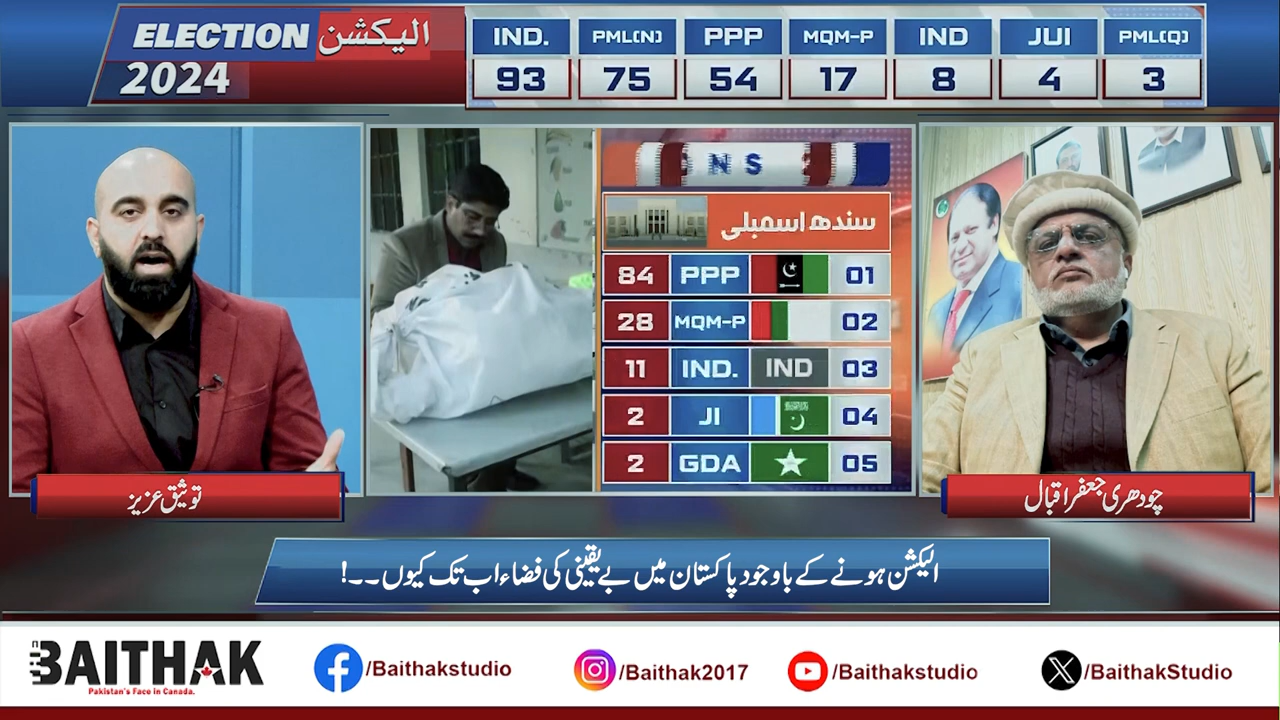 ELECTION الیکشن
2024
IND. PML(N) PPP MQM-P IND JUI PML(Q)
93 75 54 17 8 4 3
N S
سندھ اسمبلی
84 PPP 01
28 MQM-P 02
11 IND. IND 03
2 JI 04
2 GDA 05
توثیق عزیز
چودھری جعفر اقبال
الیکشن ہونے کے باوجود پاکستان میں بے یقینی کی فضاء اب تک کیوں۔۔۔!
BAITHAK
Pakistan's Face in Canada.
/Baithakstudio
/Baithak2017
/Baithakstudio
/BaithakStudio